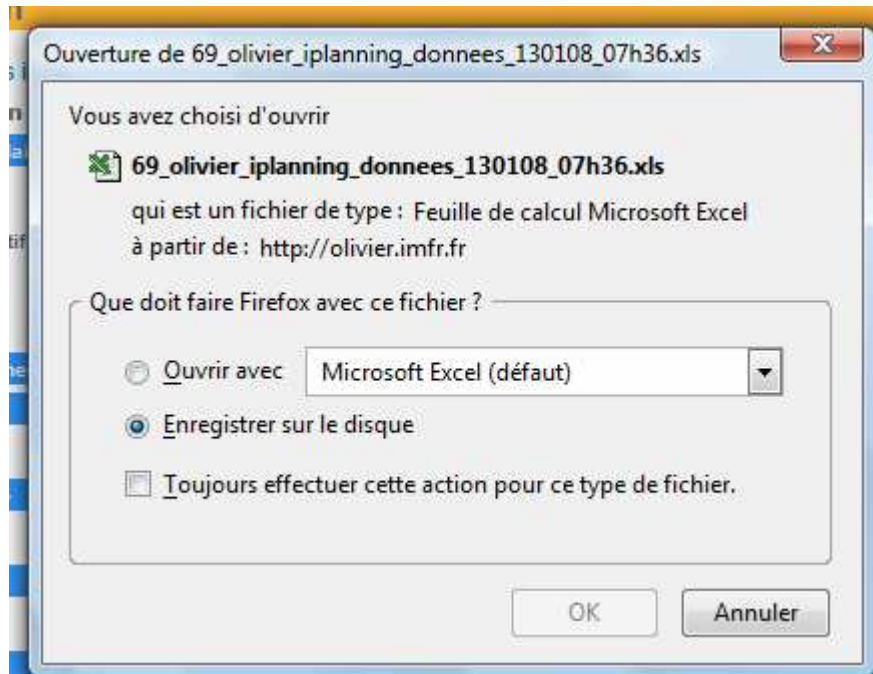 Ouverture de 69_olivier_iplanning_donnees_130108_07h36.xls
Vous avez choisi d'ouvrir
69_olivier_iplanning_donnees_130108_07h36.xls
qui est un fichier de type : Feuille de calcul Microsoft Excel
à partir de : http://olivier.imfr.fr
Que doit faire Firefox avec ce fichier ?
Ouvrir avec Microsoft Excel (défaut)
Enregistrer sur le disque
Toujours effectuer cette action pour ce type de fichier.
OK Annuler